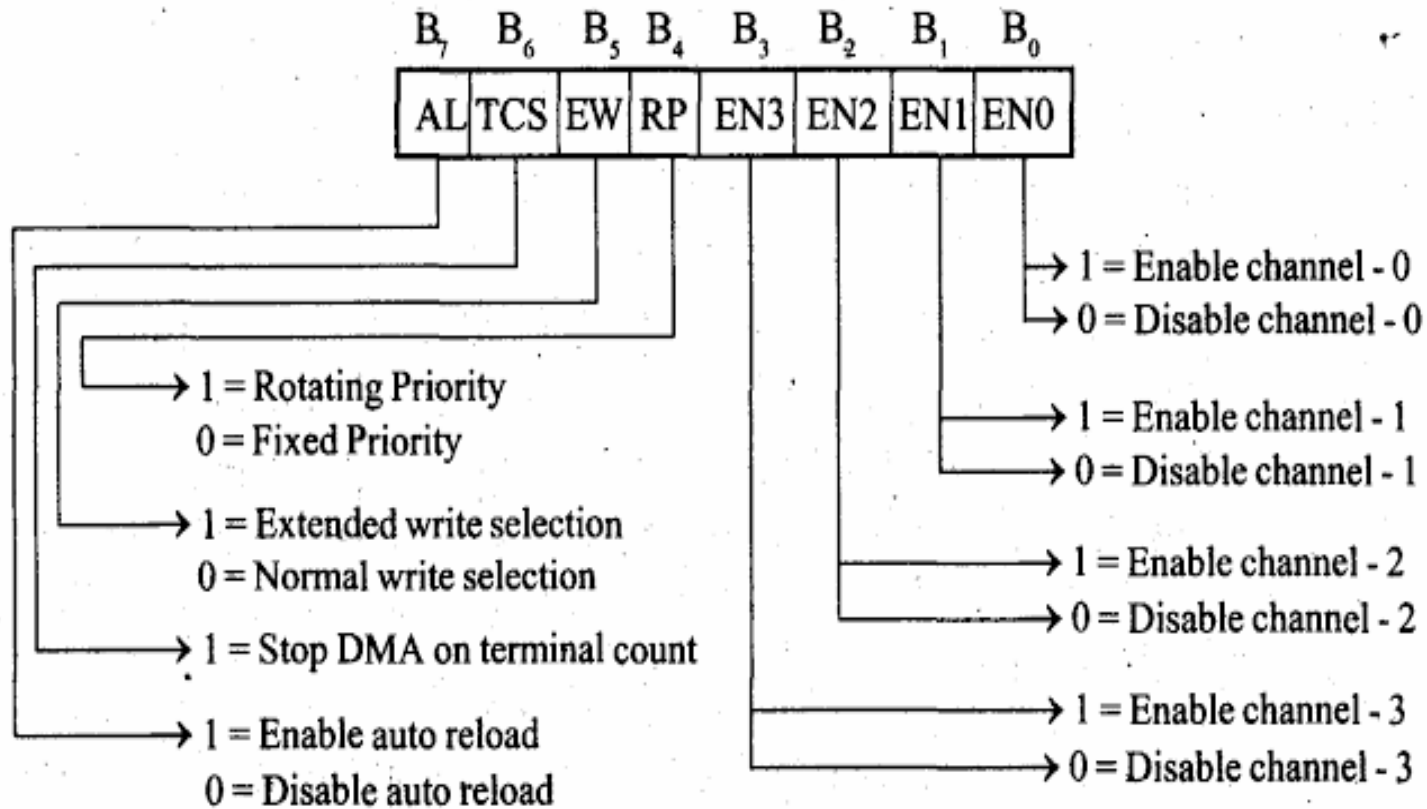 B₇ B₆ B₅ B₄ B₃ B₂ B₁ B₀
AL TCS EW RP EN3 EN2 EN1 EN0
1 = Enable channel - 0
0 = Disable channel - 0
1 = Rotating Priority
0 = Fixed Priority
1 = Enable channel - 1
0 = Disable channel - 1
1 = Extended write selection
0 = Normal write selection
1 = Enable channel - 2
0 = Disable channel - 2
1 = Stop DMA on terminal count
1 = Enable auto reload
0 = Disable auto reload
1 = Enable channel - 3
0 = Disable channel - 3